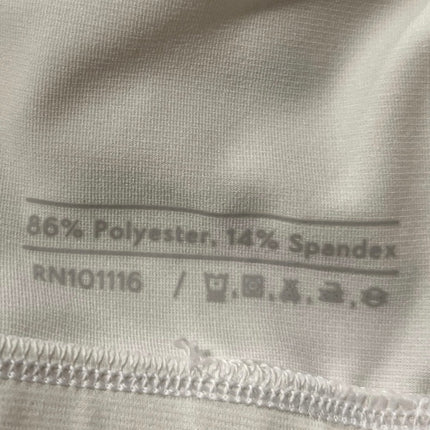 86% Polyester, 14% Spandex
RN101116 /